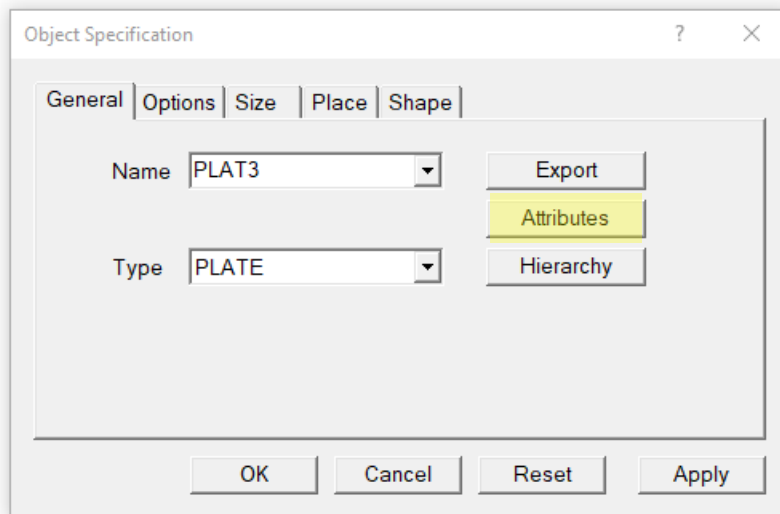 Object Specification ?
General Options Size Place Shape
Name PLAT3 Export
Attributes
Type PLATE Hierarchy
OK Cancel Reset Apply